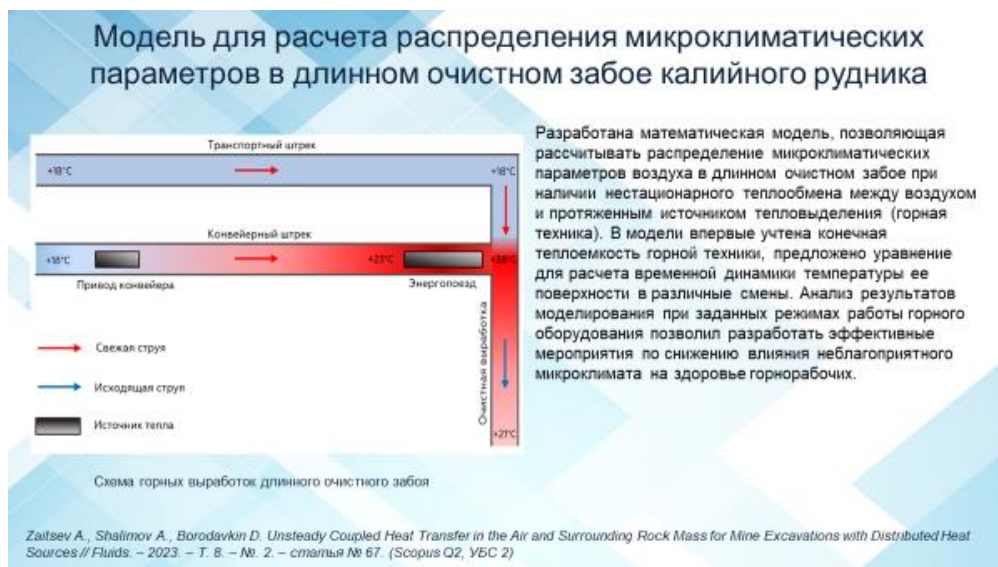 Модель для расчета распределения микроклиматических
параметров в длинном очистном забое калийного рудника
Транспортный штрек
+18°C
+18°C
Конвейерный штрек
+18°C
+23°C
Привод конвейера
Энергопоезд
Очистная выработка
Свежая струя
Исходящая струя
Источник тепла
Схема горных выработок длинного очистного забоя
Разработана математическая модель, позволяющая
рассчитывать распределение микроклиматических
параметров воздуха в длинном очистном забое при
наличии нестационарного теплообмена между воздухом
и протяженным источником тепловыделения (горная
техника). В модели впервые учтена конечная
теплоемкость горной техники, предложено уравнение
для расчета временной динамики температуры ее
поверхности в различные смены. Анализ результатов
моделирования при заданных режимах работы горного
оборудования позволил разработать эффективные
мероприятия по снижению влияния неблагоприятного
микроклимата на здоровье горнорабочих.
Zaitsev A., Shalimov A., Borodavkin D. Unsteady Coupled Heat Transfer in the Air and Surrounding Rock Mass for Mine Excavations with Distributed Heat
Sources // Fluids. – 2023. – T. 8. – №. 2. – статья № 67. (Scopus Q2, УБС 2)